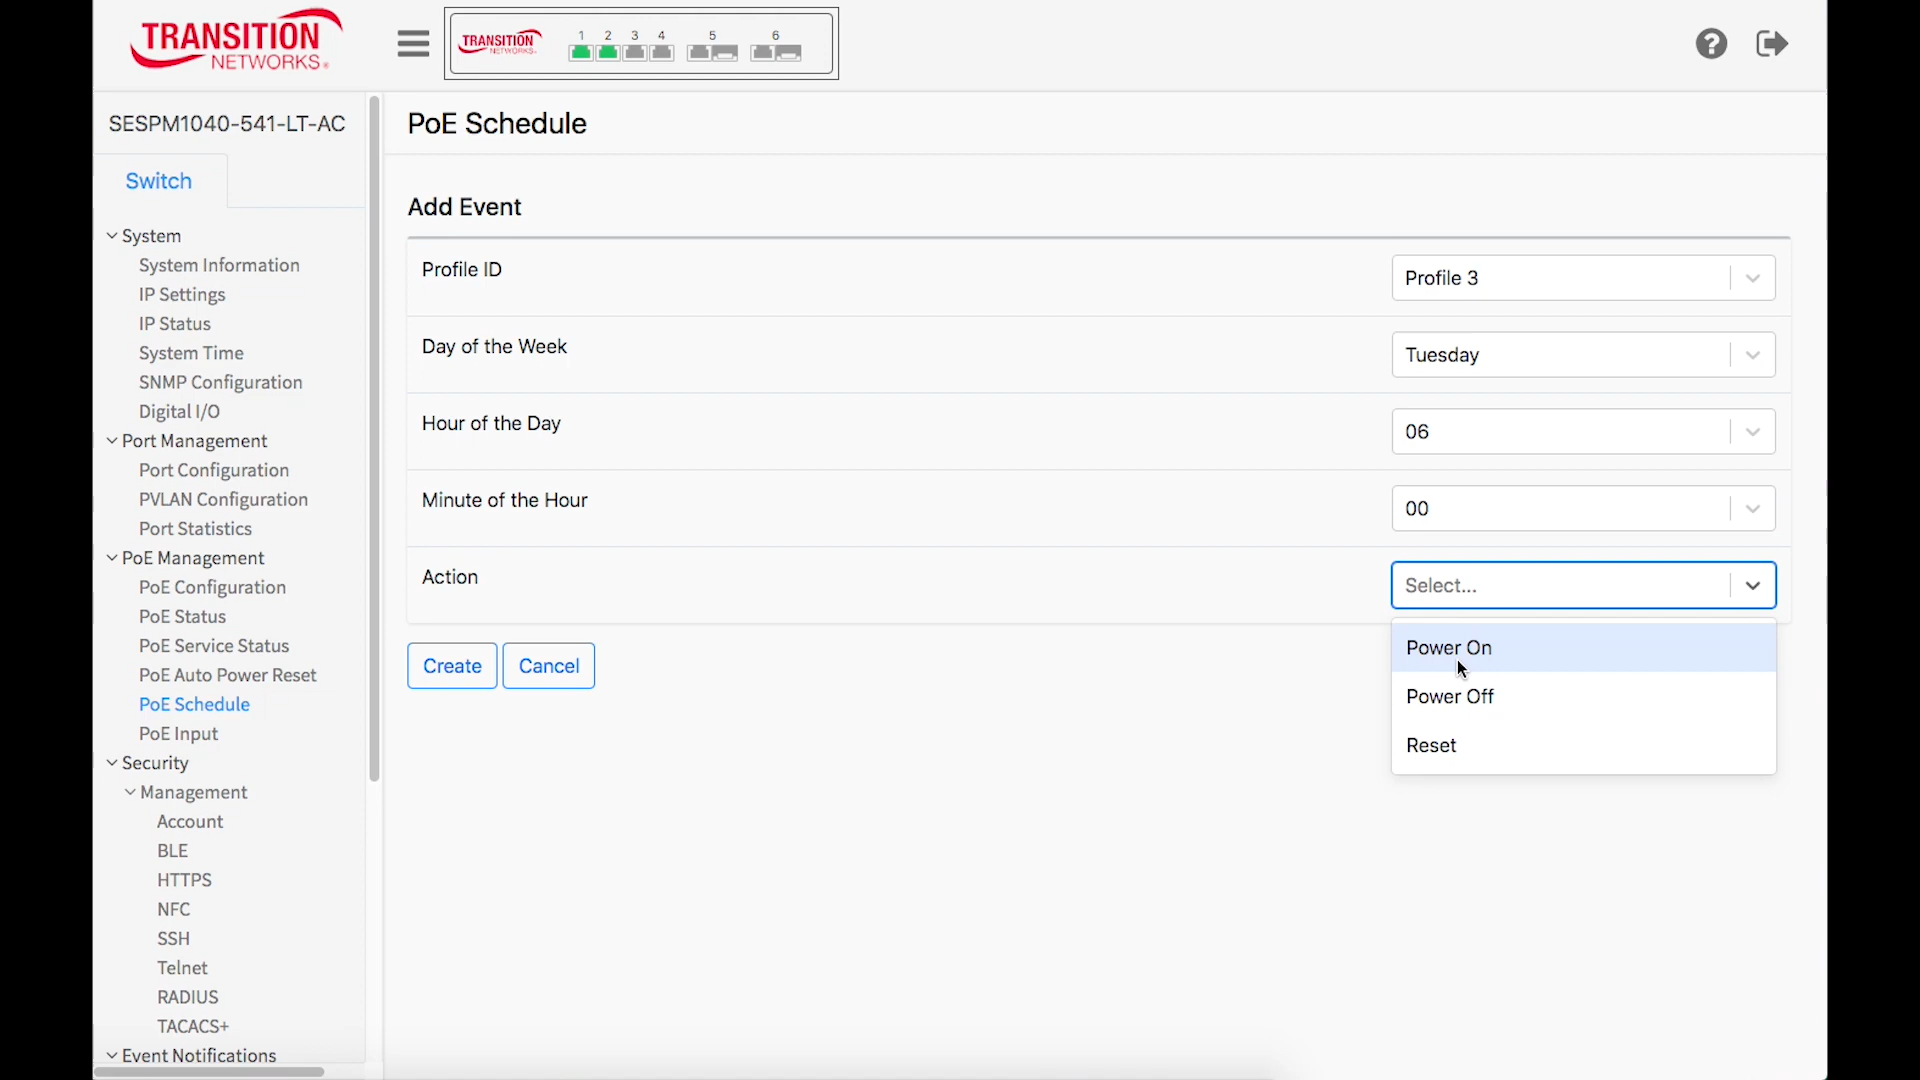 TRANSITION
NETWORKS®
TRANSITION
NETWORKS
1 2 3 4 5 6
SESPM1040-541-LT-AC
Switch
System
System Information
IP Settings
IP Status
System Time
SNMP Configuration
Digital I/O
Port Management
Port Configuration
PVLAN Configuration
Port Statistics
PoE Management
PoE Configuration
PoE Status
PoE Service Status
PoE Auto Power Reset
PoE Schedule
PoE Input
Security
Management
Account
BLE
HTTPS
NFC
SSH
Telnet
RADIUS
TACACS+
Event Notifications
PoE Schedule
Add Event
Profile ID
Profile 3
Day of the Week
Tuesday
Hour of the Day
06
Minute of the Hour
00
Action
Select...
Power On
Power Off
Reset
Create
Cancel